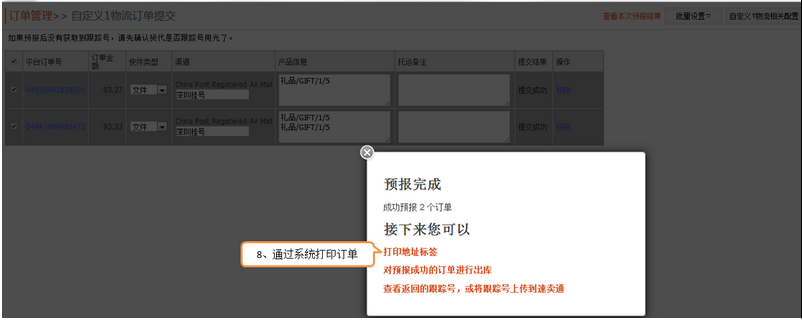 订单管理>> 自定义1物流订单提交
查看本次预报结果
批量设置▽
自定义1物流相关配置
如果预报后没有获取到跟踪号，请先确认货代是否跟踪号用光了。
平台订单号
订单金额
快件类型
渠道
产品信息
托运备注
提交结果
操作
93.27
文件
China Post Registered Air Mail
深圳挂号
礼品/GIFT/1/5
提交成功
93.33
文件
China Post Registered Air Mail
深圳挂号
礼品/GIFT/1/5
礼品/GIFT/1/5
提交成功
预报完成
成功预报 2 个订单
接下来您可以
8、通过系统打印订单
打印地址标签
对预报成功的订单进行出库
查看返回的跟踪号，或将跟踪号上传到速卖通